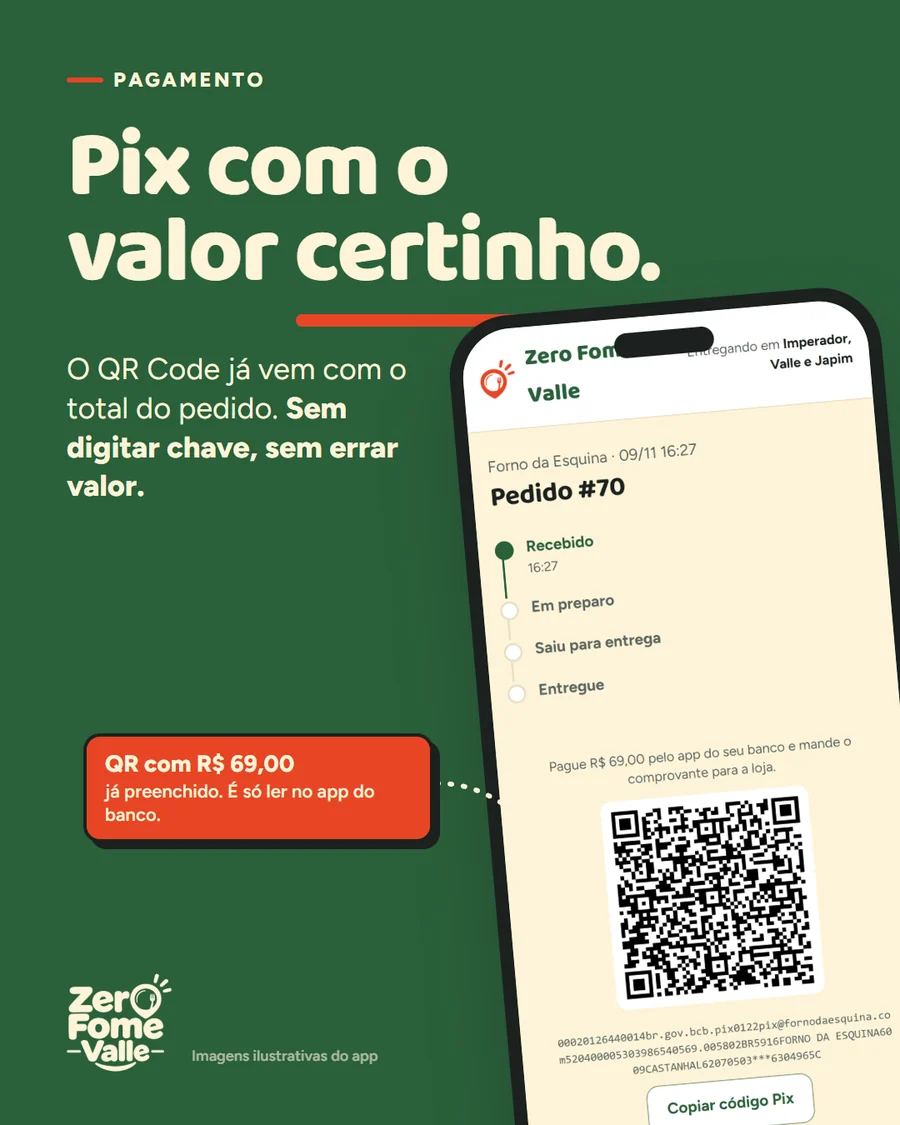 PAGAMENTO
Pix com o
valor certinho.
O QR Code já vem com o
total do pedido. Sem
digitar chave, sem errar
valor.
Zero Fom
Valle
Entregando em Imperador,
Valle e Japim
Forno da Esquina · 09/11 16:27
Pedido #70
Recebido
16:27
Em preparo
Saiu para entrega
Entregue
Pague R$ 69,00 pelo app do seu banco e mande o
comprovante para a loja.
QR com R$ 69,00
já preenchido. É só ler no app do
banco.
00020126440014br.gov.bcb.pix0122pix@fornodaesquina.co
m520400005303986540569.005802BR5916FORNO DA ESQUINA60
09CASTANHAL62070503***6304965C
Copiar código Pix
Zero
Fome
Valle
Imagens ilustrativas do app